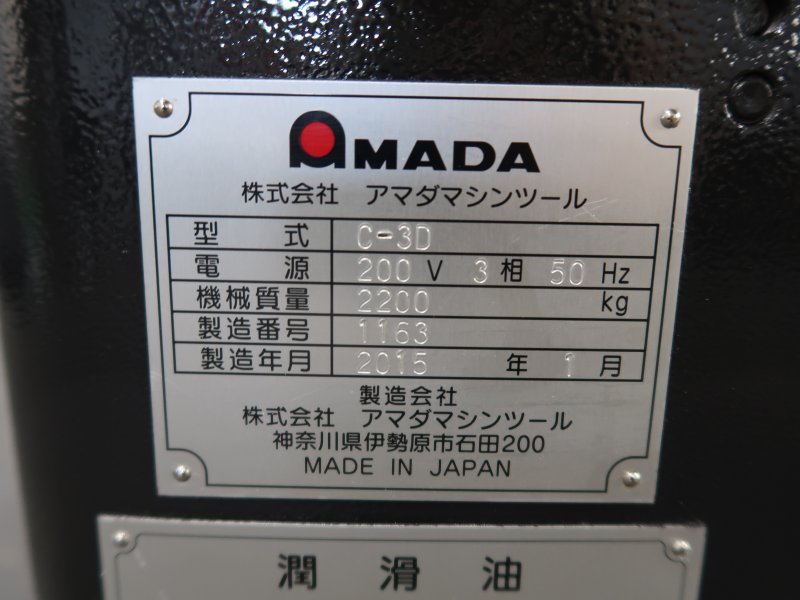 AMADA
株式会社 アマダマシンツール
型式 C-3D
電源 200 V 3相 50 Hz
機械質量 2200 kg
製造番号 1163
製造年月 2015 年 1 月
製造会社
株式会社 アマダマシンツール
神奈川県伊勢原市石田200
MADE IN JAPAN
潤滑油